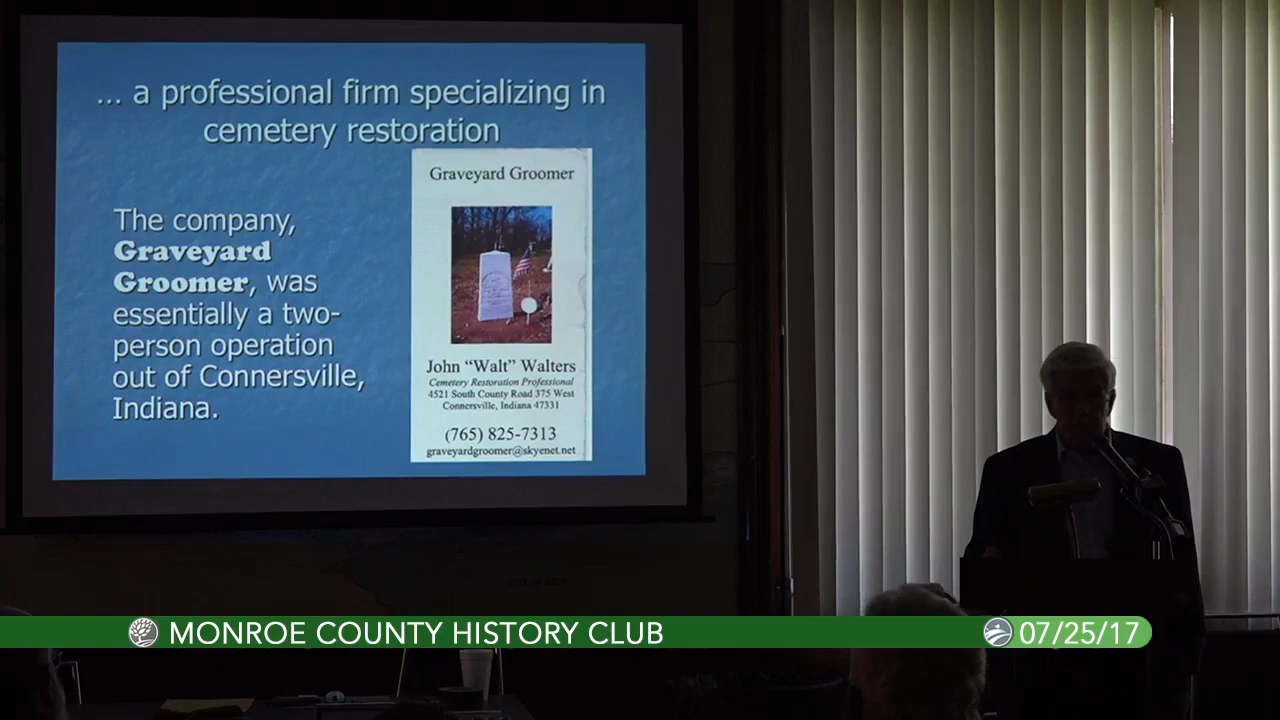 ... a professional firm specializing in
cemetery restoration
The company,
Graveyard
Groomer, was
essentially a two-
person operation
out of Connersville,
Indiana.
Graveyard Groomer
John “Walt” Walters
Cemetery Restoration Professional
4521 South County Road 375 West
Connersville, Indiana 47331
(765) 825-7313
graveyardgroomer@skyenet.net
MONROE COUNTY HISTORY CLUB
07/25/17